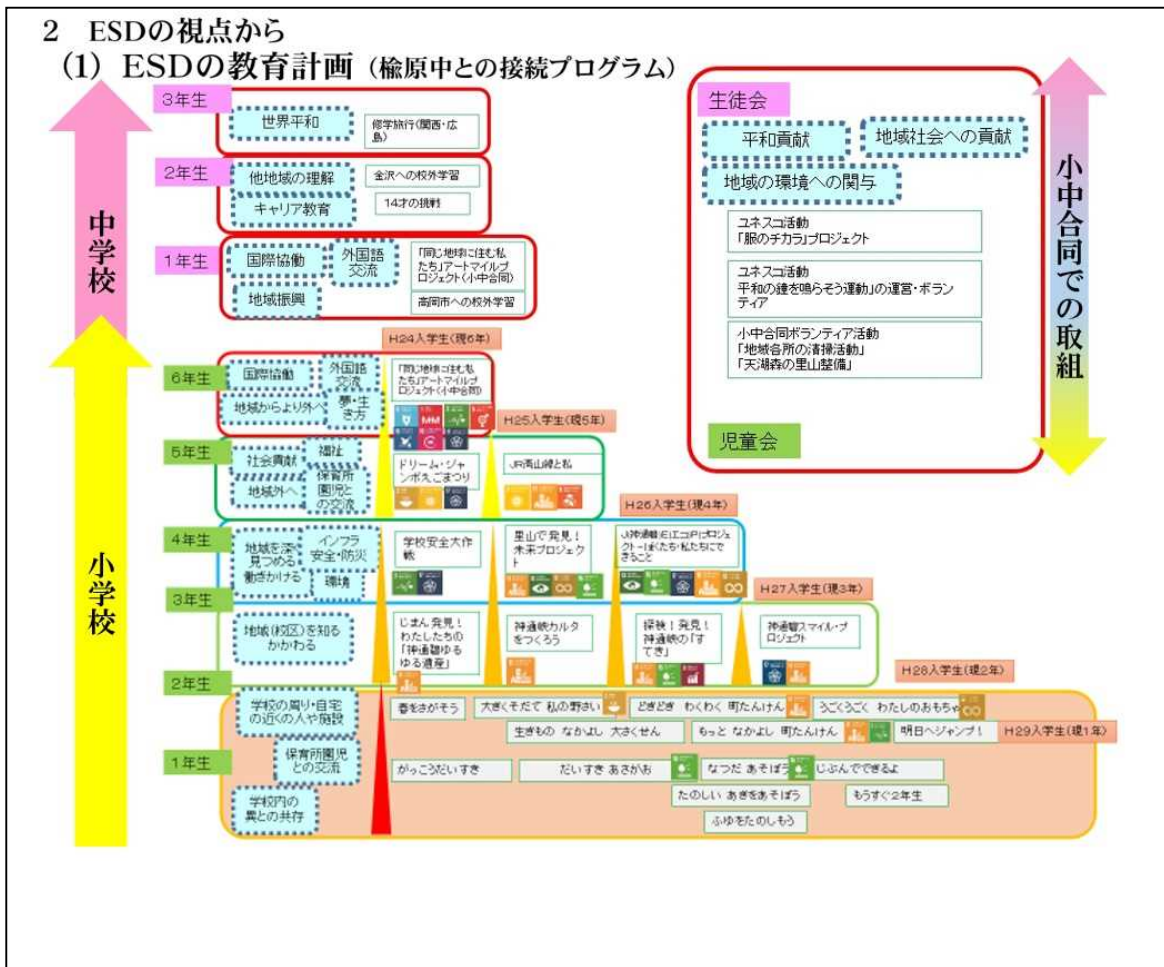 2 ESDの視点から
(1) ESDの教育計画 (楡原中との接続プログラム)
中学校
小学校
3年生
世界平和
修学旅行(関西・広
島)
2年生
他地域の理解
金沢への校外学習
キャリア教育
14才の挑戦
1年生
国際協働
外国語
交流
「同じ地球に住む私
たち」アートマイルプ
ロジェクト(小中合同)
地域振興
高岡市への校外学習
生徒会
平和貢献
地域社会への貢献
地域の環境への関与
ユネスコ活動
「服のチカラ」プロジェクト
ユネスコ活動
平和の鐘を鳴らそう運動」の運営・ボラン
ティア
小中合同ボランティア活動
「地域各所の清掃活動」
「天湖森の里山整備」
児童会
小中合同での取組
H24入学生(現6年)
6年生
国際協働
外国語
交流
地域からより外へ
夢・生
き方
「同じ地球に住む私
たち」アートマイルプ
ロジェクト(小中合同)
H25入学生(現5年)
5年生
社会貢献
福祉
地域外へ
保育所
園児と
の交流
ドリーム・ジャ
ンボえごまつり
JR高山線と私
H26入学生(現4年)
4年生
地域を深く
見つめる
働きかける
インフラ
安全・防災
環境
学校安全大作
戦
里山で発見!
未来プロジェク
ト
H27入学生(現3年)
3年生
地域(校区)を知る
かかわる
じまん発見!
わたしたちの
「神通碧ゆる
ゆる遺産」
神通峡カルタ
をつくろう
探検!発見!
神通峡の「す
てき」
神通碧スマイル・プ
ロジェクト
H28入学生(現2年)
2年生
学校の周り・自宅
の近くの人や施設
春をさがそう
大きくそだて 私の野さい
どきどき わくわく 町たんけん
うごくうごく わたしのおもちゃ
生きもの なかよし 大さくせん
もっと なかよし 町たんけん
明日へジャンプ!
H29入学生(現1年)
1年生
保育所園児
との交流
がっこうだいすき
だいすき あさがお
なつだ あそぼう
じぶんでできるよ
たのしい あきをあそぼう
もうすぐ2年生
学校内の
異との共存
ふゆをたのしもう